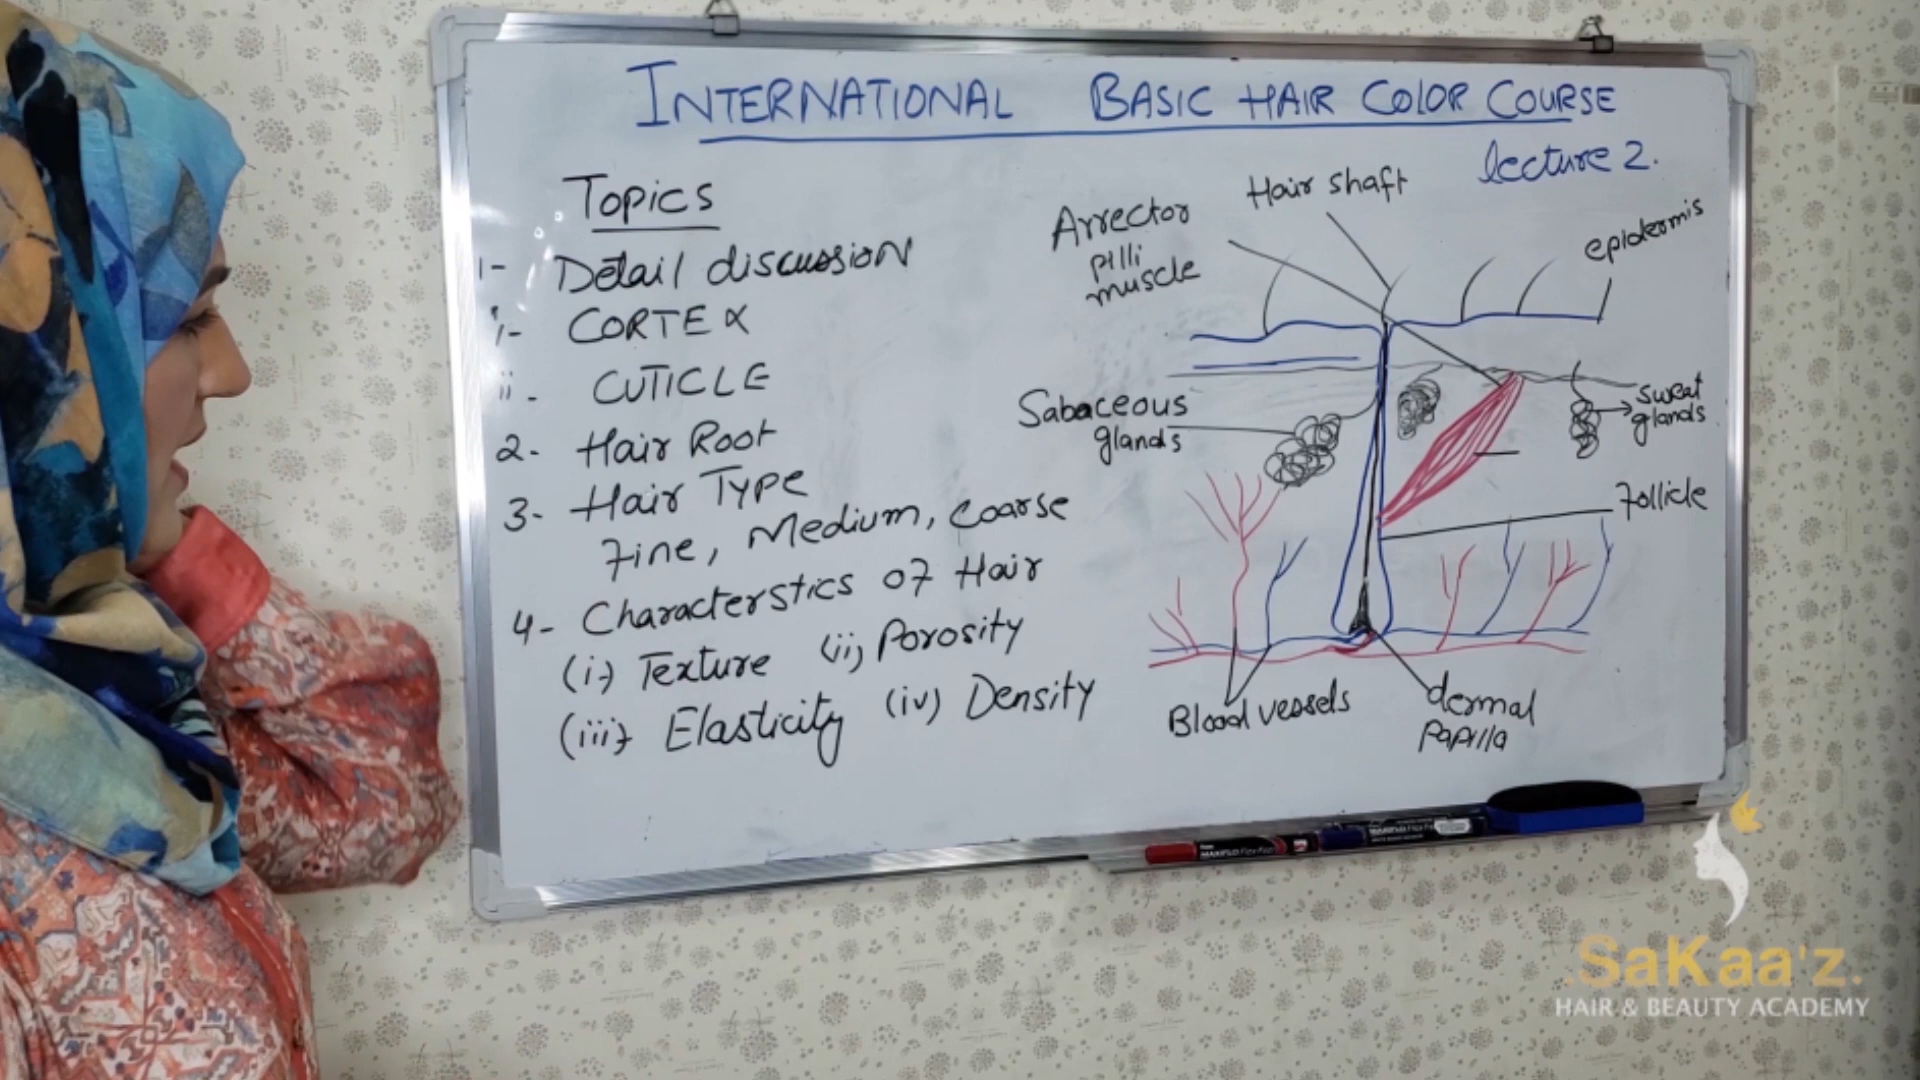 INTERNATIONAL BASIC HAIR COLOR COURSE
lecture 2.
Topics
1- Detail discussion
i- CORTEX
ii- CUTICLE
2- Hair Root
3- Hair Type
Fine, Medium, Coarse
4- Characterstics of Hair
(i) Texture (ii) Porosity
(iii) Elasticity (iv) Density
Hair shaft
Arrector
pilli
muscle
epidermis
Sabaceous
glands
sweat
glands
Follicle
Blood vessels
dermal
Papilla
SaKaa'z.
HAIR & BEAUTY ACADEMY